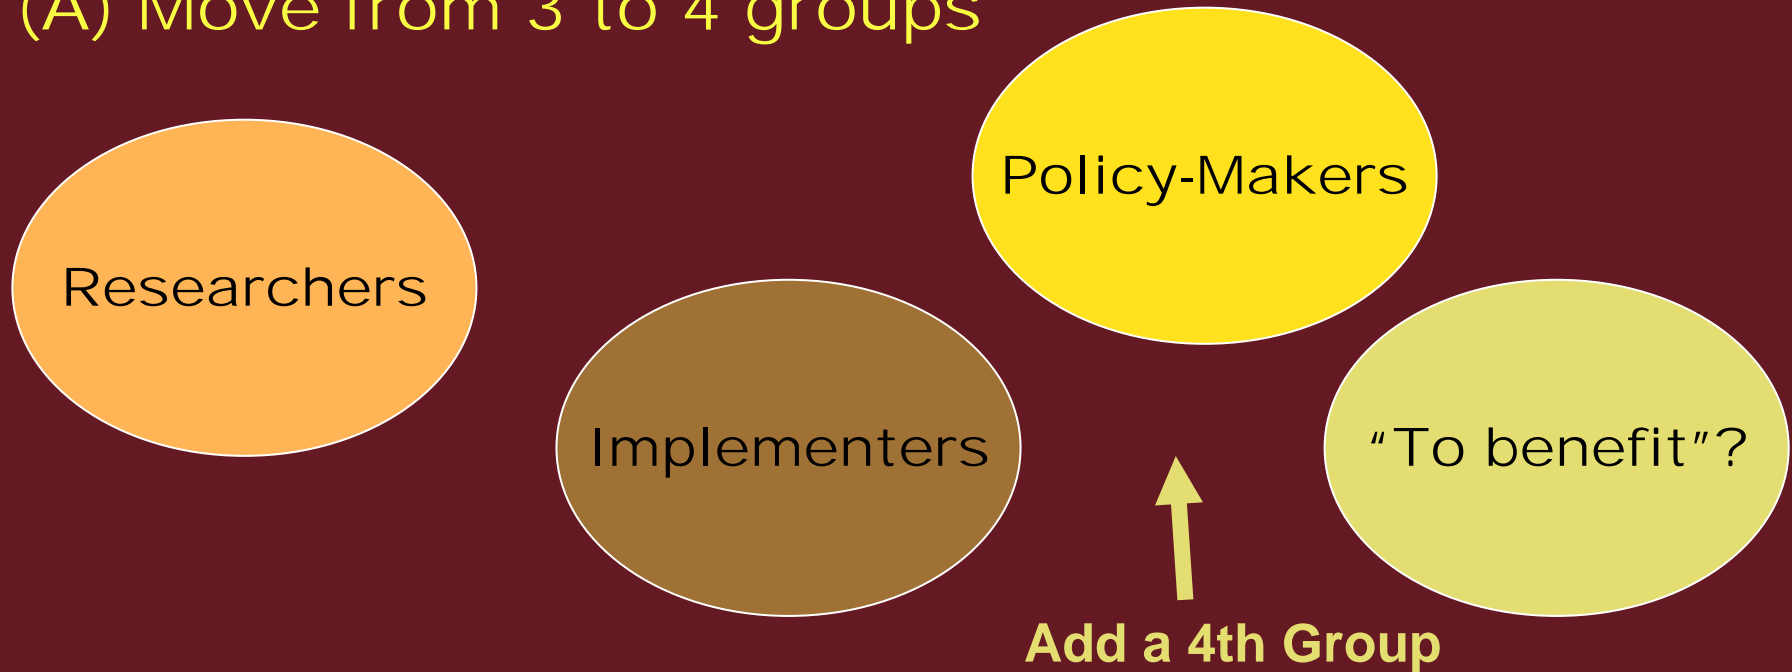 (A) Move from 3 to 4 groups
Policy-Makers
Researchers
Implementers
“To benefit”?
Add a 4th Group